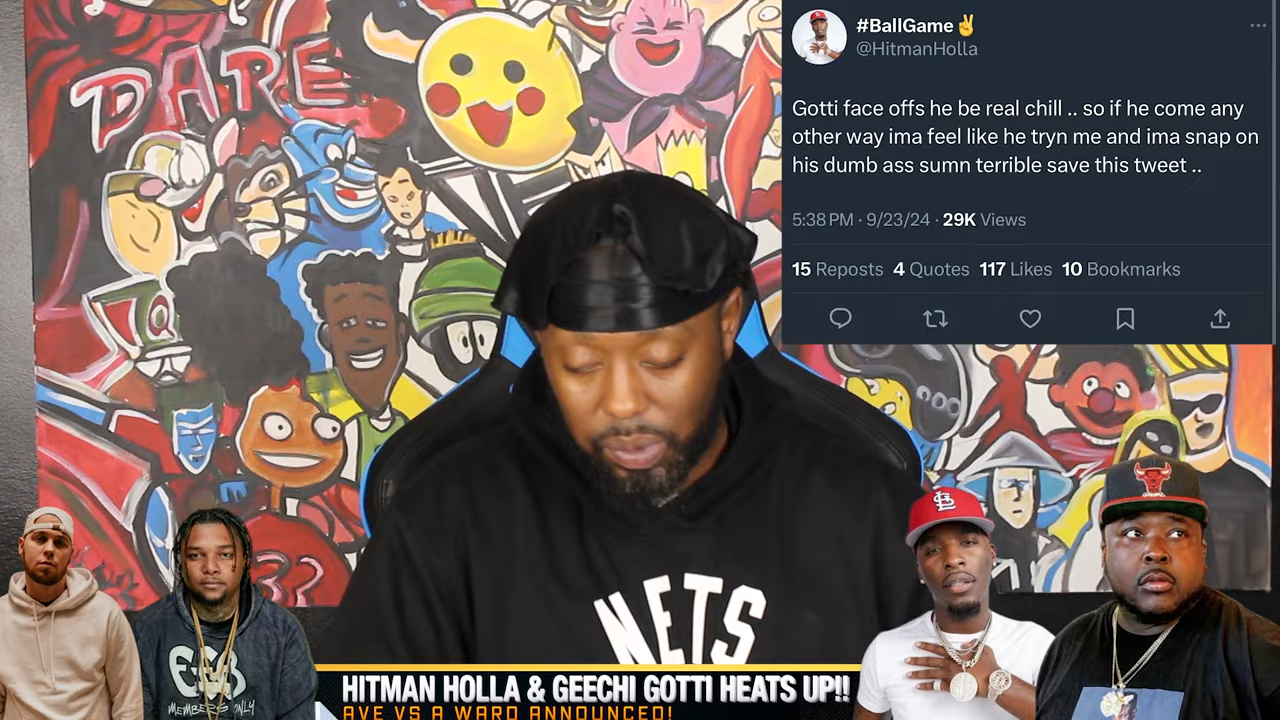 DARE
#BallGame✌️
@HitmanHolla
Gotti face offs he be real chill .. so if he come any
other way ima feel like he tryn me and ima snap on
his dumb ass sumn terrible save this tweet ..
5:38 PM · 9/23/24 · 29K Views
15 Reposts 4 Quotes 117 Likes 10 Bookmarks
NETS
MEMBERS ONLY
HITMAN HOLLA & GEECHI GOTTI HEATS UP!!
AVE VS A WARD ANNOUNCED!